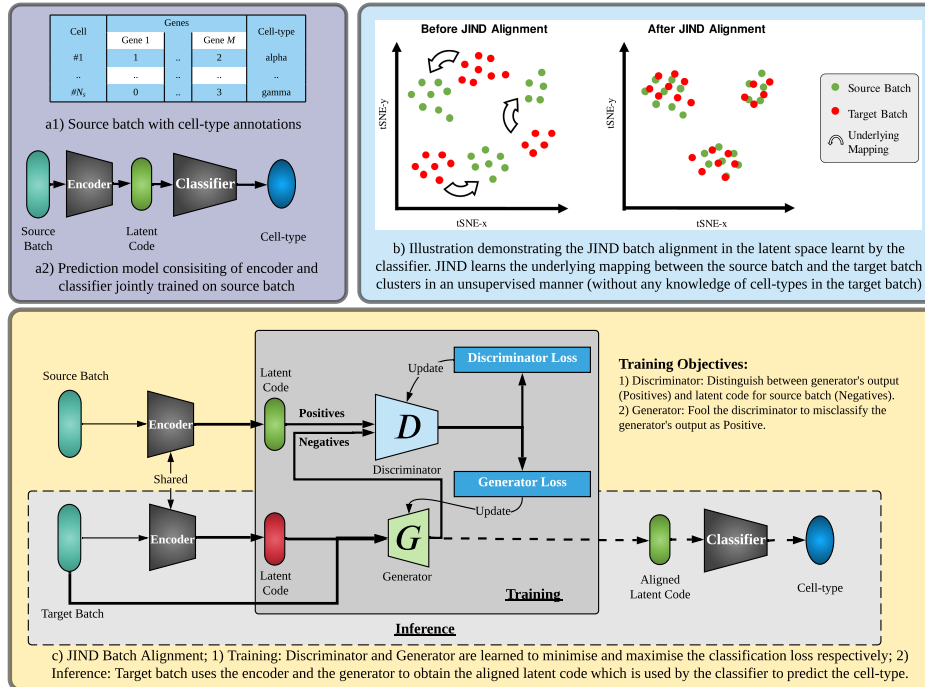 Cell Genes Cell-type
Gene 1 .. Gene M
#1 1 .. 2 alpha
.. .. .. ..
#Ns 0 .. 3 gamma
a1) Source batch with cell-type annotations
Encoder
Classifier
Source
Batch
Latent
Code
Cell-type
a2) Prediction model consisiting of encoder and
classifier jointly trained on source batch
Before JIND Alignment
tSNE-y
tSNE-x
After JIND Alignment
tSNE-y
tSNE-x
Source Batch
Target Batch
Underlying
Mapping
b) Illustration demonstrating the JIND batch alignment in the latent space learnt by the
classifier. JIND learns the underlying mapping between the source batch and the target batch
clusters in an unsupervised manner (without any knowledge of cell-types in the target batch)
Source Batch
Encoder
Latent
Code
Positives
Negatives
Update
D
Discriminator
Discriminator Loss
Generator Loss
Update
Training Objectives:
1) Discriminator: Distinguish between generator's output
(Positives) and latent code for source batch (Negatives).
2) Generator: Fool the discriminator to misclassify the
generator's output as Positive.
Shared
Encoder
Target Batch
Latent
Code
G
Generator
Training
Inference
Aligned
Latent Code
Classifier
Cell-type
c) JIND Batch Alignment; 1) Training: Discriminator and Generator are learned to minimise and maximise the classification loss respectively; 2)
Inference: Target batch uses the encoder and the generator to obtain the aligned latent code which is used by the classifier to predict the cell-type.